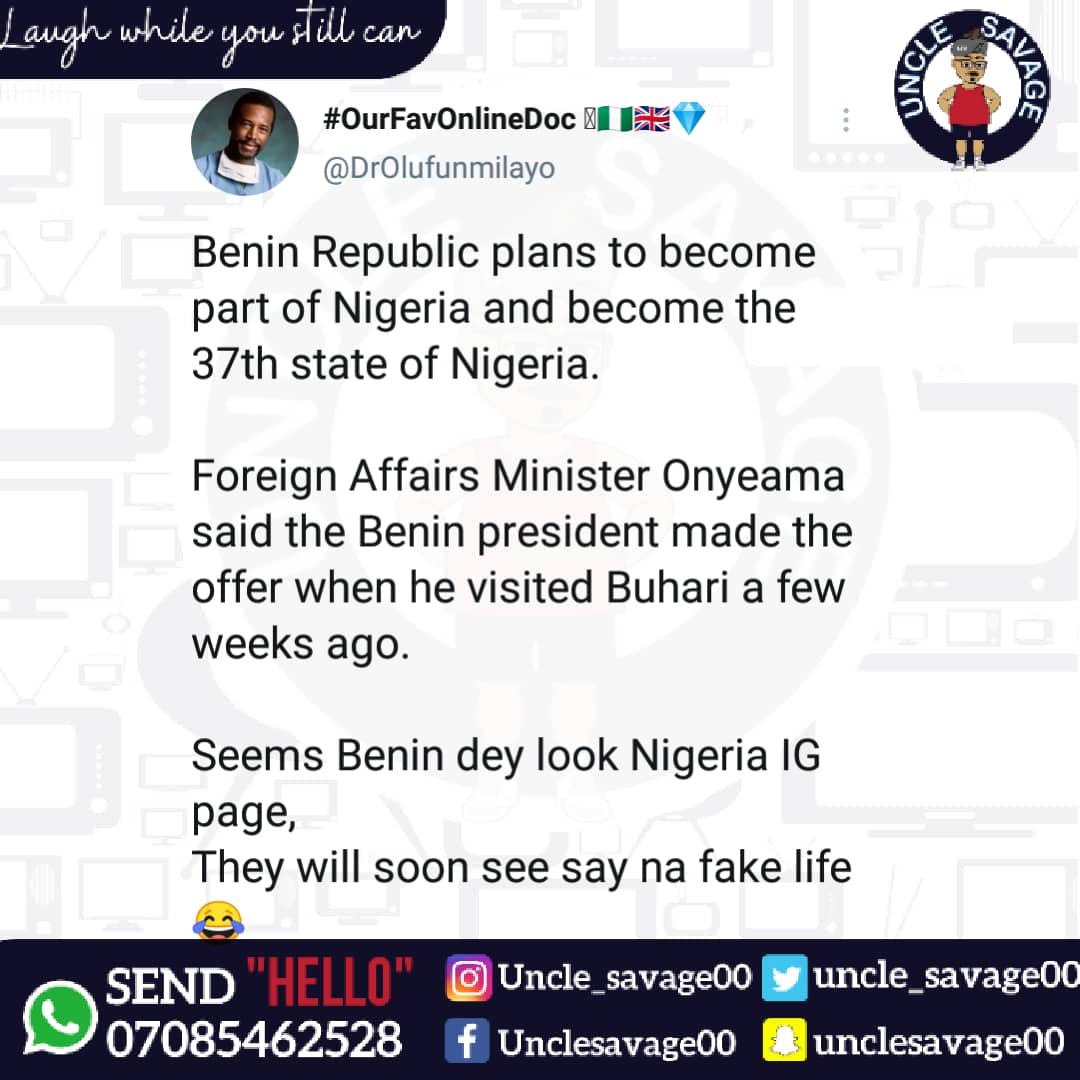 Laugh while you still can
UNCLE SAVAGE
#OurFavOnlineDoc 🇳🇬🇬🇧💎
@DrOlufunmilayo
Benin Republic plans to become
part of Nigeria and become the
37th state of Nigeria.
Foreign Affairs Minister Onyeama
said the Benin president made the
offer when he visited Buhari a few
weeks ago.
Seems Benin dey look Nigeria IG
page,
They will soon see say na fake life
😂
SEND "HELLO"
07085462528
Uncle_savage00
uncle_savage00
Unclesavage00
unclesavage00